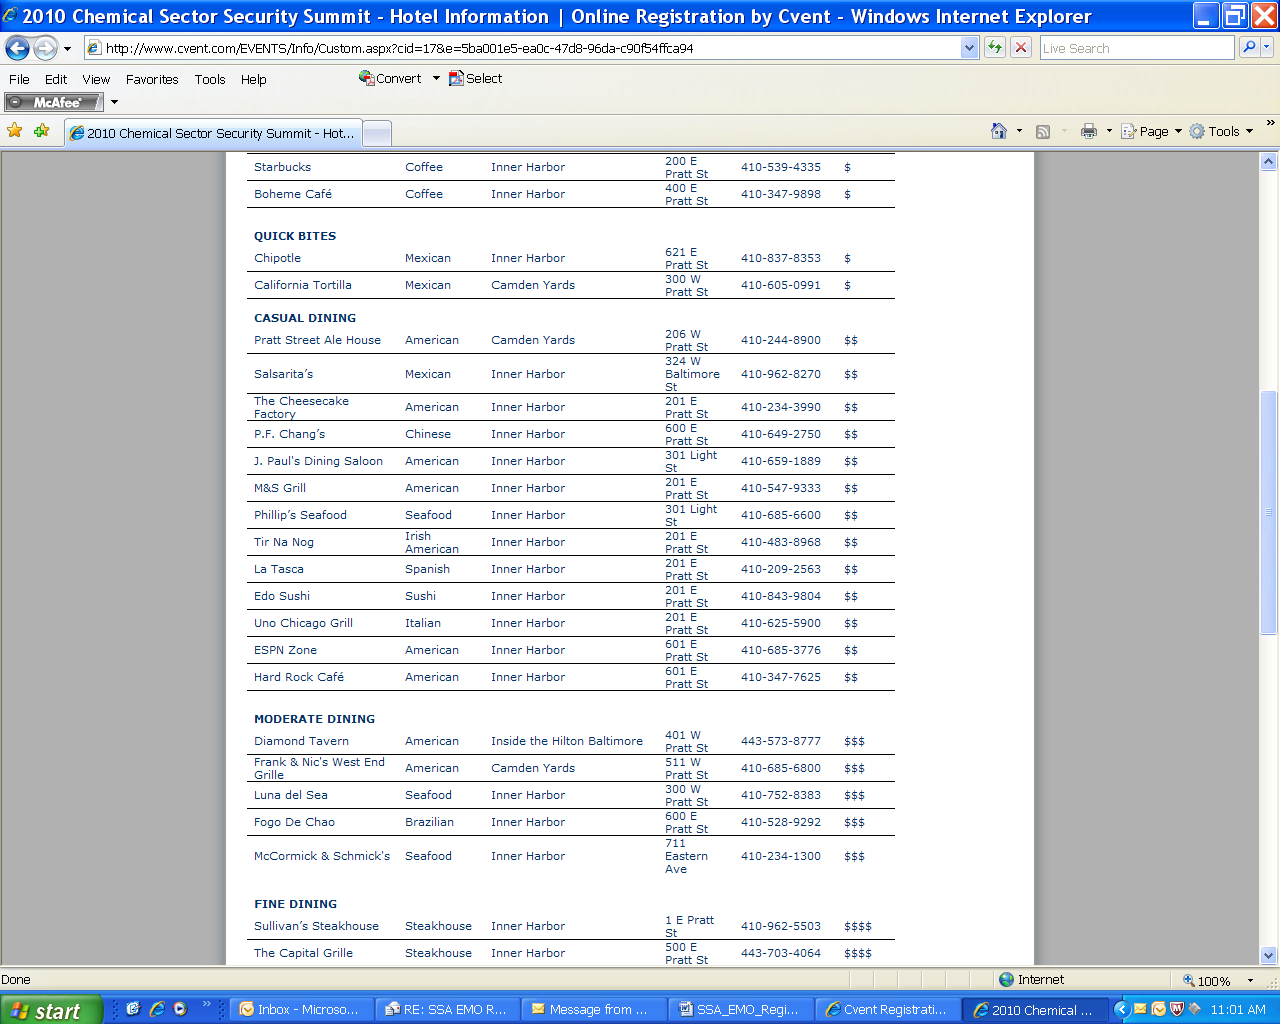 2010 Chemical Sector Security Summit - Hotel Information | Online Registration by Cvent - Windows Internet Explorer
http://www.cvent.com/EVENTS/Info/Custom.aspx?cid=17&e=5ba001e5-ea0c-47d8-96da-c90f54ffca94
Live Search
File Edit View Favorites Tools Help Convert Select
McAfee
2010 Chemical Sector Security Summit - Hot... Page Tools »
Starbucks Coffee Inner Harbor 200 E Pratt St 410-539-4335 $
Boheme Café Coffee Inner Harbor 400 E Pratt St 410-347-9898 $
QUICK BITES
Chipotle Mexican Inner Harbor 621 E Pratt St 410-837-8353 $
California Tortilla Mexican Camden Yards 300 W Pratt St 410-605-0991 $
CASUAL DINING
Pratt Street Ale House American Camden Yards 206 W Pratt St 410-244-8900 $$
Salsarita’s Mexican Inner Harbor 324 W Baltimore St 410-962-8270 $$
The Cheesecake Factory American Inner Harbor 201 E Pratt St 410-234-3990 $$
P.F. Chang’s Chinese Inner Harbor 600 E Pratt St 410-649-2750 $$
J. Paul's Dining Saloon American Inner Harbor 301 Light St 410-659-1889 $$
M&S Grill American Inner Harbor 201 E Pratt St 410-547-9333 $$
Phillip’s Seafood Seafood Inner Harbor 301 Light St 410-685-6600 $$
Tir Na Nog Irish American Inner Harbor 201 E Pratt St 410-483-8968 $$
La Tasca Spanish Inner Harbor 201 E Pratt St 410-209-2563 $$
Edo Sushi Sushi Inner Harbor 201 E Pratt St 410-843-9804 $$
Uno Chicago Grill Italian Inner Harbor 201 E Pratt St 410-625-5900 $$
ESPN Zone American Inner Harbor 601 E Pratt St 410-685-3776 $$
Hard Rock Café American Inner Harbor 601 E Pratt St 410-347-7625 $$
MODERATE DINING
Diamond Tavern American Inside the Hilton Baltimore 401 W Pratt St 443-573-8777 $$$
Frank & Nic's West End Grille American Camden Yards 511 W Pratt St 410-685-6800 $$$
Luna del Sea Seafood Inner Harbor 300 W Pratt St 410-752-8383 $$$
Fogo De Chao Brazilian Inner Harbor 600 E Pratt St 410-528-9292 $$$
McCormick & Schmick's Seafood Inner Harbor 711 Eastern Ave 410-234-1300 $$$
FINE DINING
Sullivan’s Steakhouse Steakhouse Inner Harbor 1 E Pratt St 410-962-5503 $$$$
The Capital Grille Steakhouse Inner Harbor 500 E Pratt St 443-703-4064 $$$$
Done Internet 100%
start » Inbox - Microso... RE: SSA EMO R... Message from ... SSA_EMO_Regi... Cvent Registrati... 2010 Chemical ... 11:01 AM